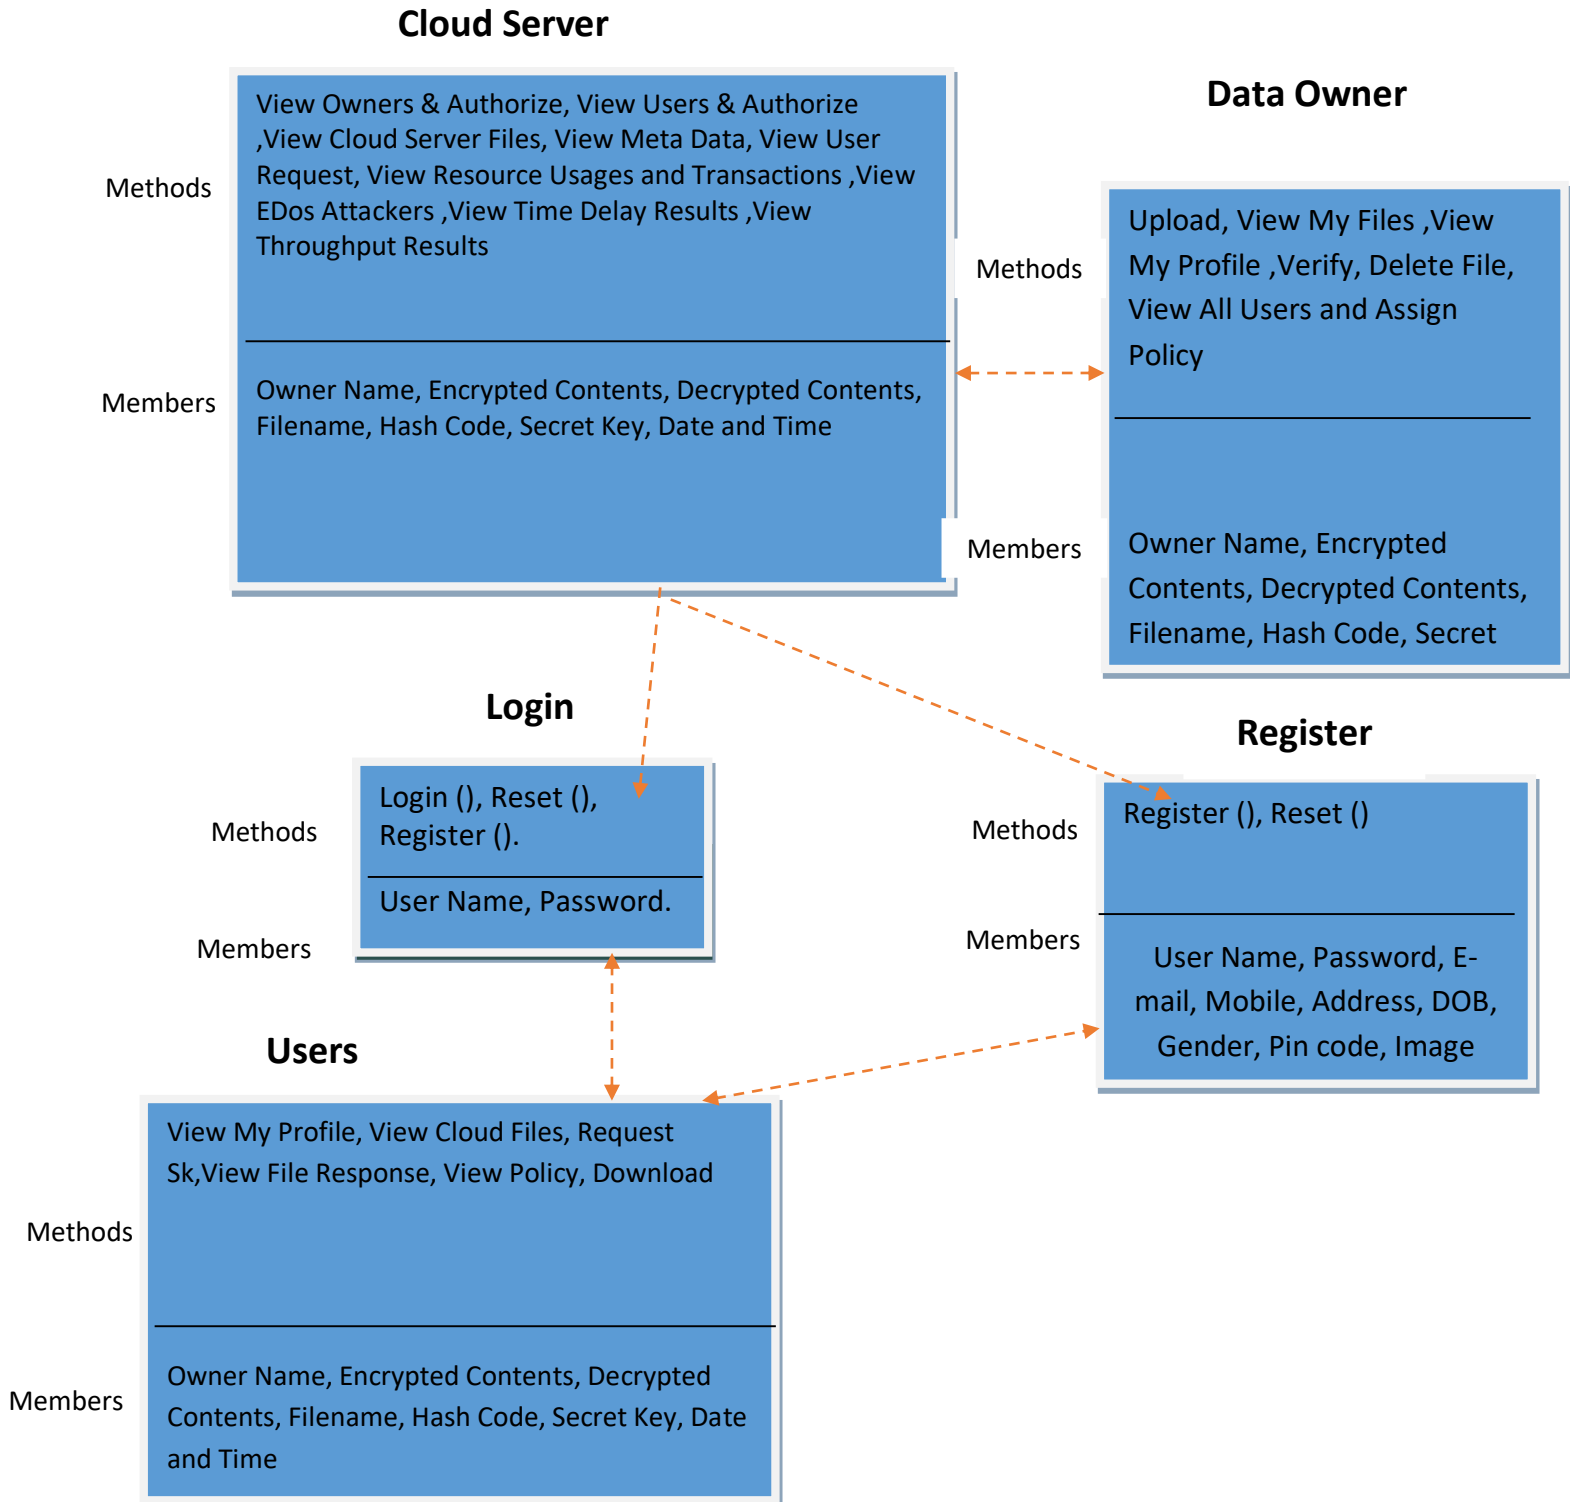 Cloud Server
Methods
View Owners & Authorize, View Users & Authorize
,View Cloud Server Files, View Meta Data, View User
Request, View Resource Usages and Transactions ,View
EDos Attackers ,View Time Delay Results ,View
Throughput Results
Members
Owner Name, Encrypted Contents, Decrypted Contents,
Filename, Hash Code, Secret Key, Date and Time
Data Owner
Methods
Upload, View My Files ,View
My Profile ,Verify, Delete File,
View All Users and Assign
Policy
Members
Owner Name, Encrypted
Contents, Decrypted Contents,
Filename, Hash Code, Secret
Login
Methods
Login (), Reset (),
Register ().
Members
User Name, Password.
Register
Methods
Register (), Reset ()
Members
User Name, Password, E-
mail, Mobile, Address, DOB,
Gender, Pin code, Image
Users
Methods
View My Profile, View Cloud Files, Request
Sk,View File Response, View Policy, Download
Members
Owner Name, Encrypted Contents, Decrypted
Contents, Filename, Hash Code, Secret Key, Date
and Time